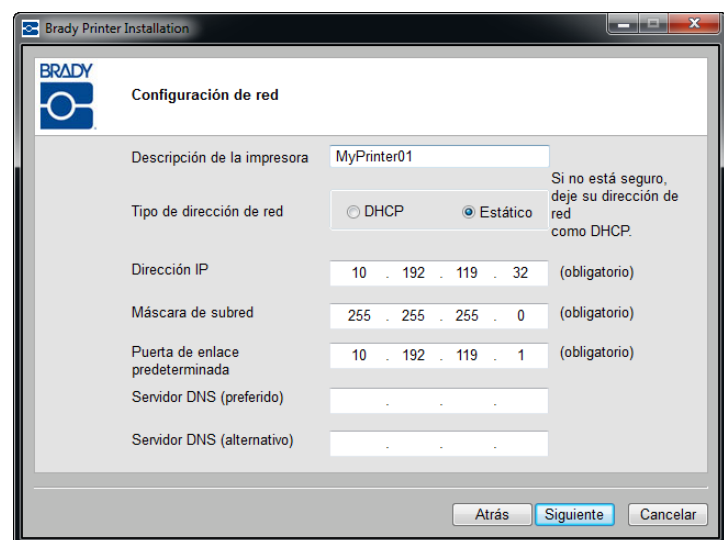 Brady Printer Installation
BRADY
Configuración de red
Descripción de la impresora MyPrinter01
Tipo de dirección de red DHCP Estático
Si no está seguro,
deje su dirección de
red
como DHCP.
Dirección IP 10 . 192 . 119 . 32 (obligatorio)
Máscara de subred 255 . 255 . 255 . 0 (obligatorio)
Puerta de enlace
predeterminada 10 . 192 . 119 . 1 (obligatorio)
Servidor DNS (preferido) . . .
Servidor DNS (alternativo) . . .
Atrás Siguiente Cancelar